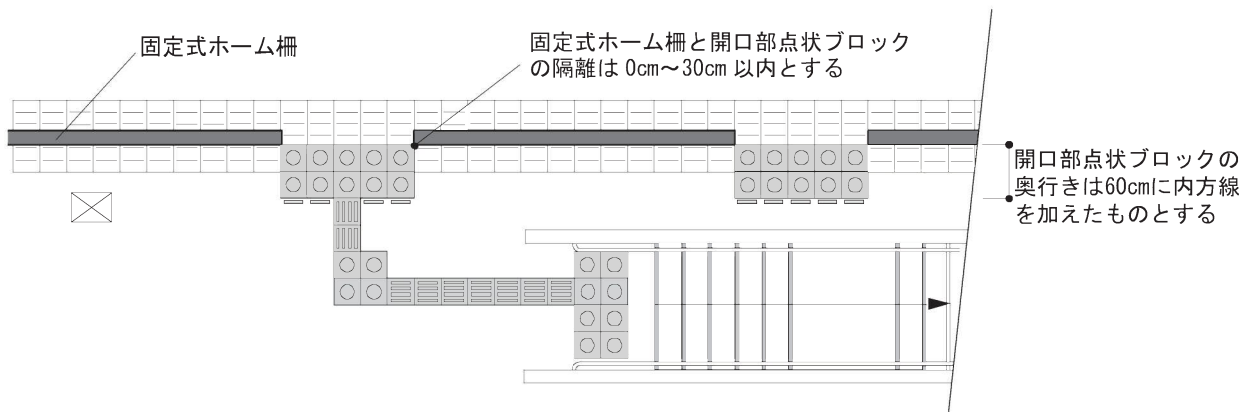 固定式ホーム柵
固定式ホーム柵と開口部点状ブロック
の隔離は 0cm～30cm 以内とする
開口部点状ブロックの
奥行きは60cmに内方線
を加えたものとする